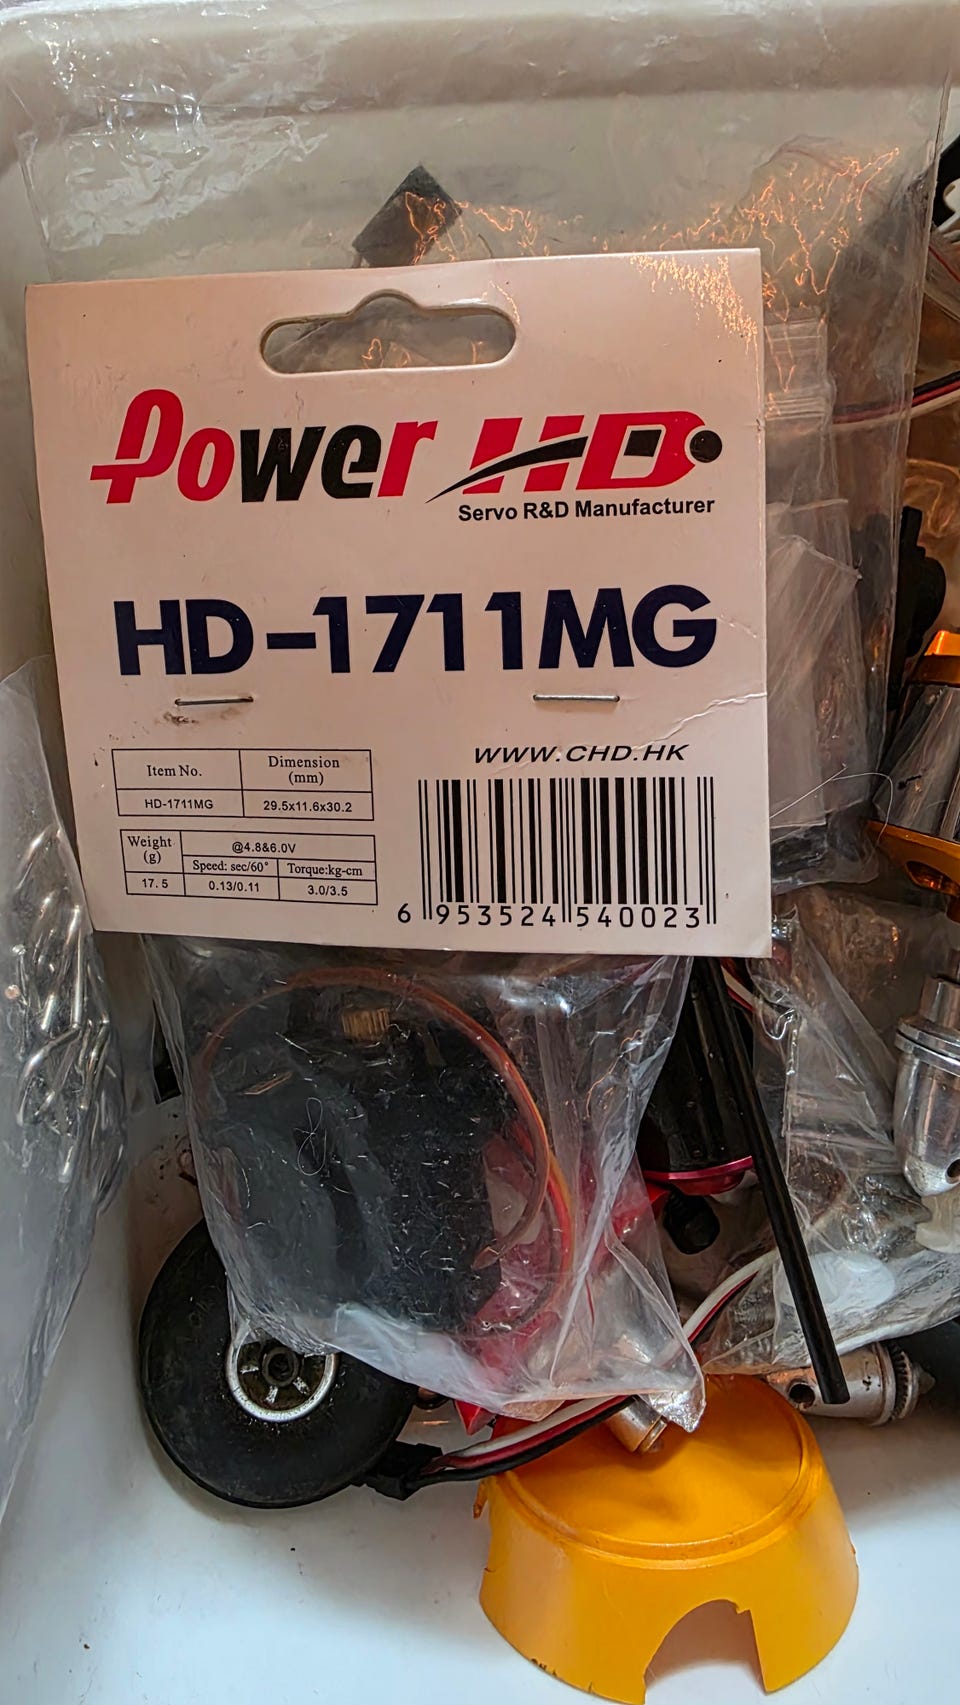 Power HD
Servo R&D Manufacturer
HD-1711MG
WWW.CHD.HK
Item No. Dimension (mm)
HD-1711MG 29.5x11.6x30.2
Weight (g) @4.8&6.0V
Speed: sec/60° Torque:kg-cm
17.5 0.13/0.11 3.0/3.5
6 953524 540023